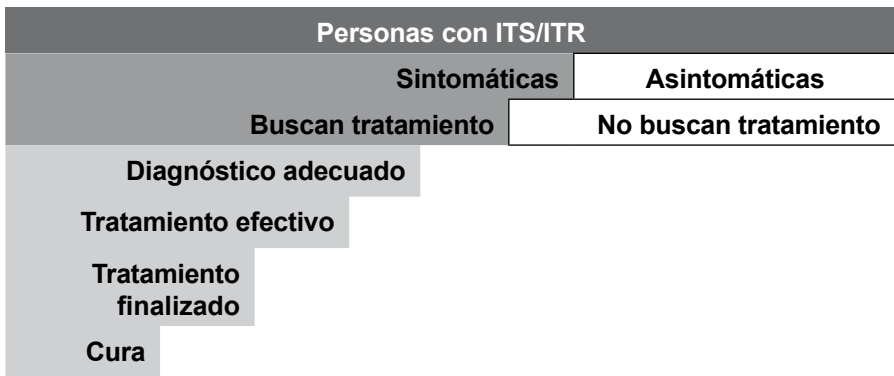 Personas con ITS/ITR
Sintomáticas
Asintomáticas
Buscan tratamiento
No buscan tratamiento
Diagnóstico adecuado
Tratamiento efectivo
Tratamiento
finalizado
Cura